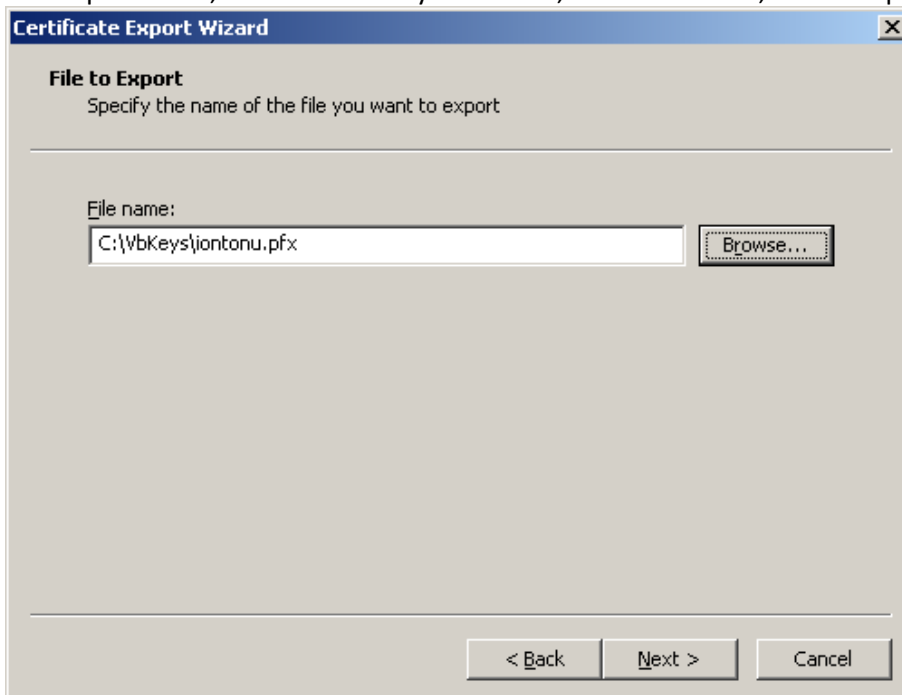 Certificate Export Wizard
File to Export
Specify the name of the file you want to export
File name:
C:\VbKeys\iontonu.pfx
Browse...
< Back
Next >
Cancel